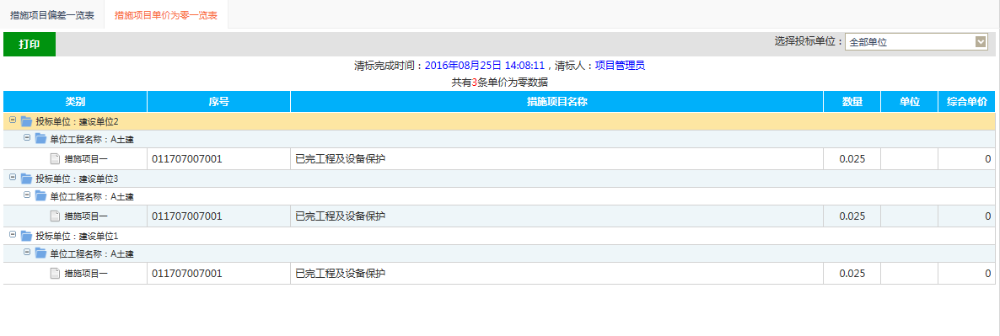 措施项目偏差一览表 措施项目单价为零一览表
打印 选择投标单位： 全部单位
清标完成时间：2016年08月25日 14:08:11，清标人：项目管理员
共有3条单价为零数据
类别 序号 措施项目名称 数量 单位 综合单价
投标单位：建设单位2
单位工程名称：A土建
措施项目一 011707007001 已完工程及设备保护 0.025 0
投标单位：建设单位3
单位工程名称：A土建
措施项目一 011707007001 已完工程及设备保护 0.025 0
投标单位：建设单位1
单位工程名称：A土建
措施项目一 011707007001 已完工程及设备保护 0.025 0